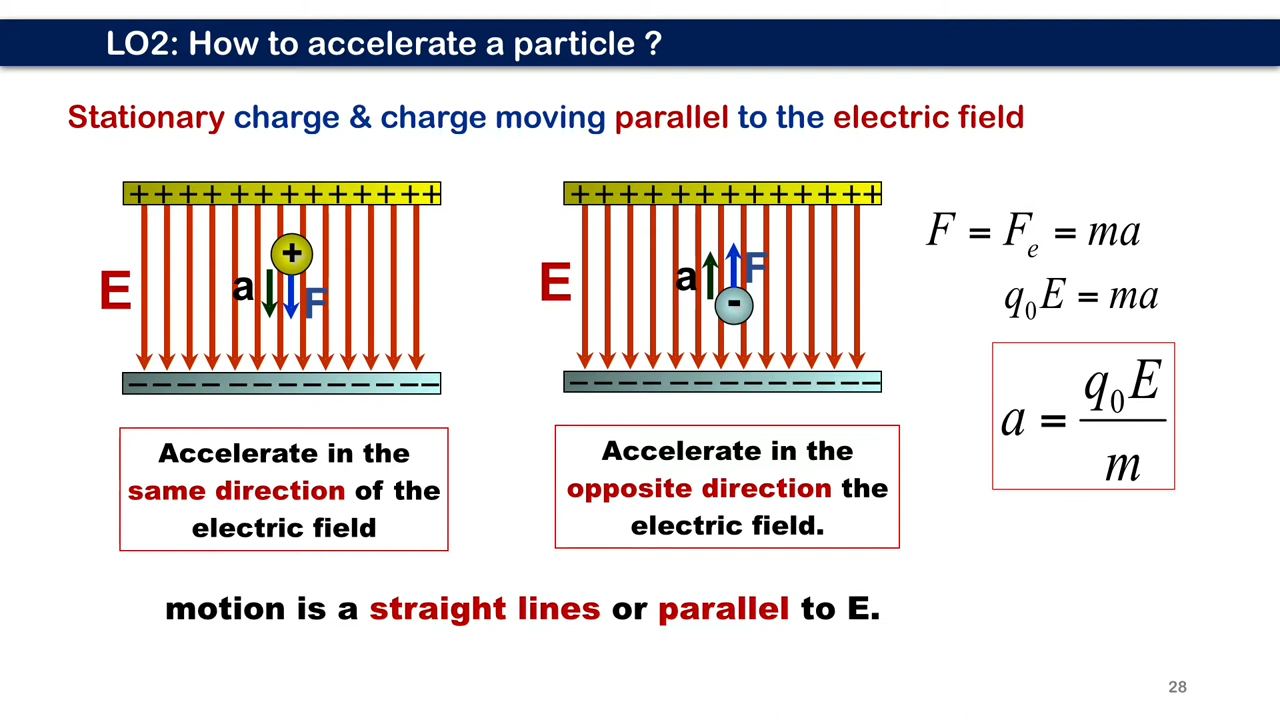 LO2: How to accelerate a particle ?
Stationary charge & charge moving parallel to the electric field
+ + + + + + + + + + + + +
E
+
a
F
– – – – – – – – – – – – –
Accelerate in the
same direction of the
electric field
+ + + + + + + + + + + + +
E
a
F
-
– – – – – – – – – – – – –
Accelerate in the
opposite direction the
electric field.
F = Fₑ = ma
q₀E = ma
a = q₀E / m
motion is a straight lines or parallel to E.
28